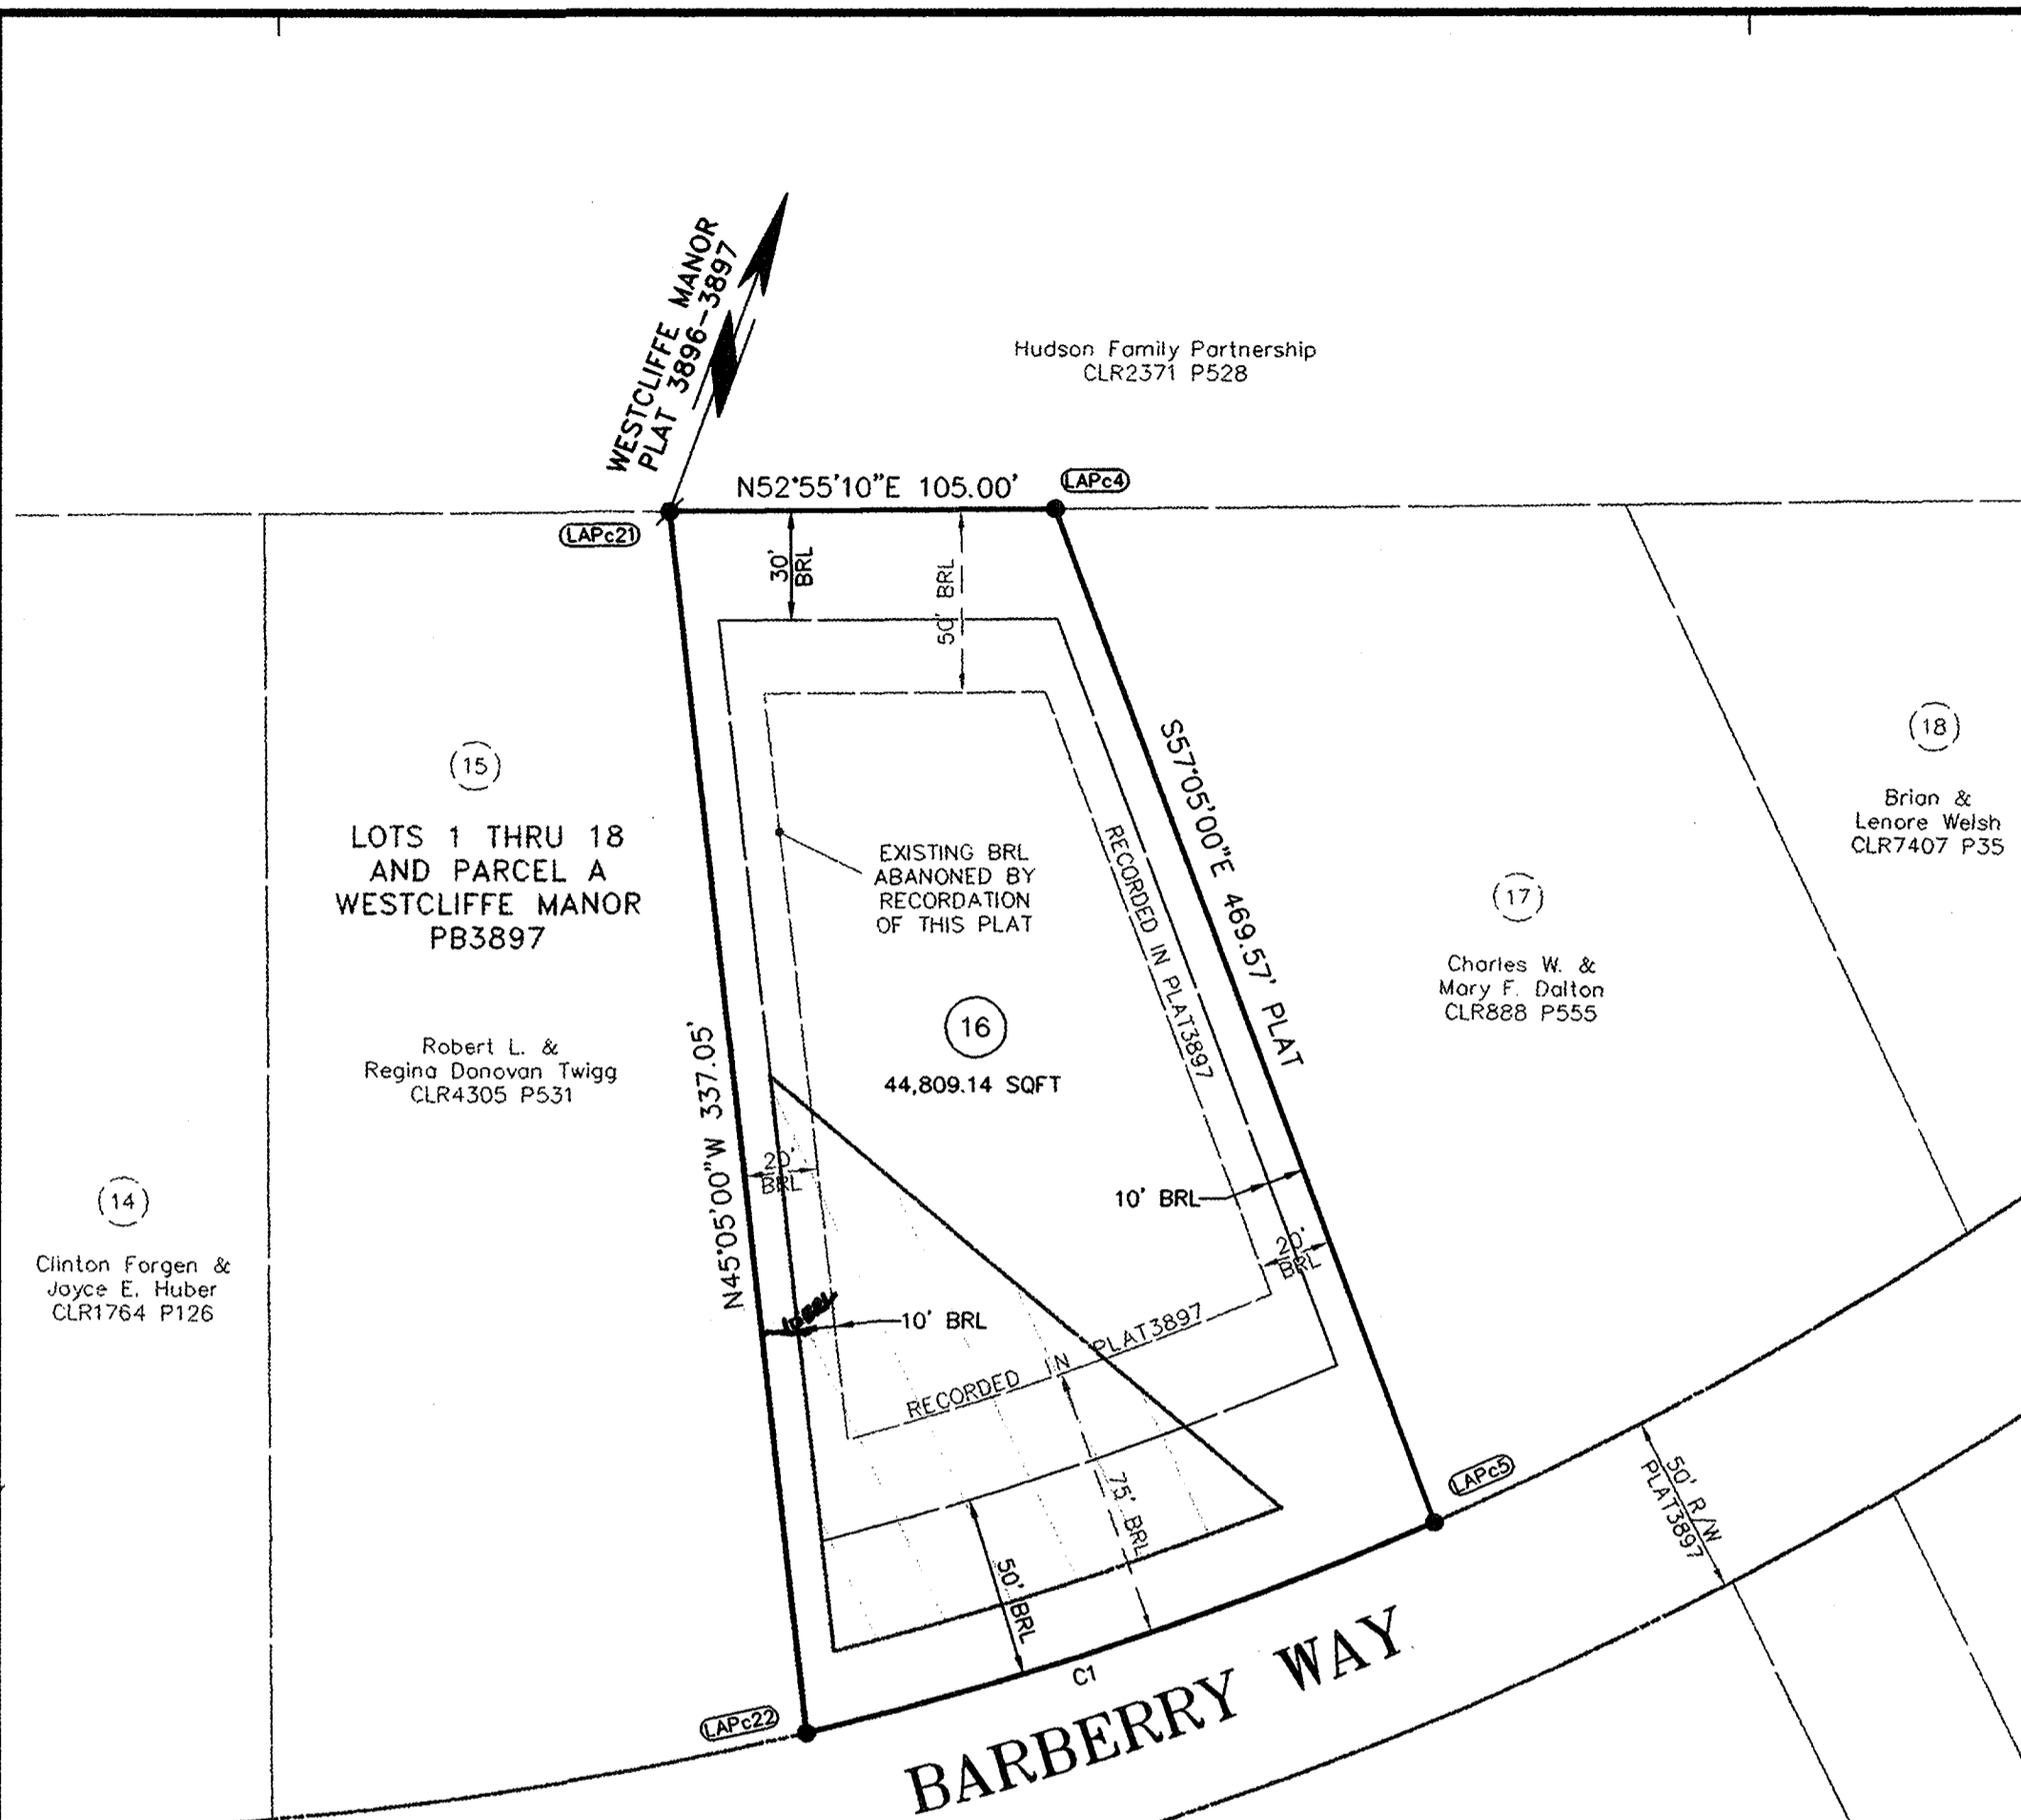 WESTCLIFFE MANOR
PLAT 3896-3897
Hudson Family Partnership
CLR2371 P528
N52°55'10"E 105.00'
LAPc4
LAPc21
30'
BRL
50' BRL
15
LOTS 1 THRU 18
AND PARCEL A
WESTCLIFFE MANOR
PB3897
Robert L. &
Regina Donovan Twigg
CLR4305 P531
14
Clinton Forgen &
Joyce E. Huber
CLR1764 P126
N45°05'00"W 337.05'
EXISTING BRL
ABANONED BY
RECORDATION
OF THIS PLAT
16
44,809.14 SQFT
RECORDED IN PLAT3897
S57°05'00"E 469.57' PLAT
17
Charles W. &
Mary F. Dalton
CLR888 P555
18
Brian &
Lenore Welsh
CLR7407 P35
20'
BRL
10' BRL
20'
BRL
10 BRL
10' BRL
RECORDED IN PLAT3897
75' BRL
50' BRL
LAPc5
50' R/W
PLAT3897
C1
LAPc22
BARBERRY WAY